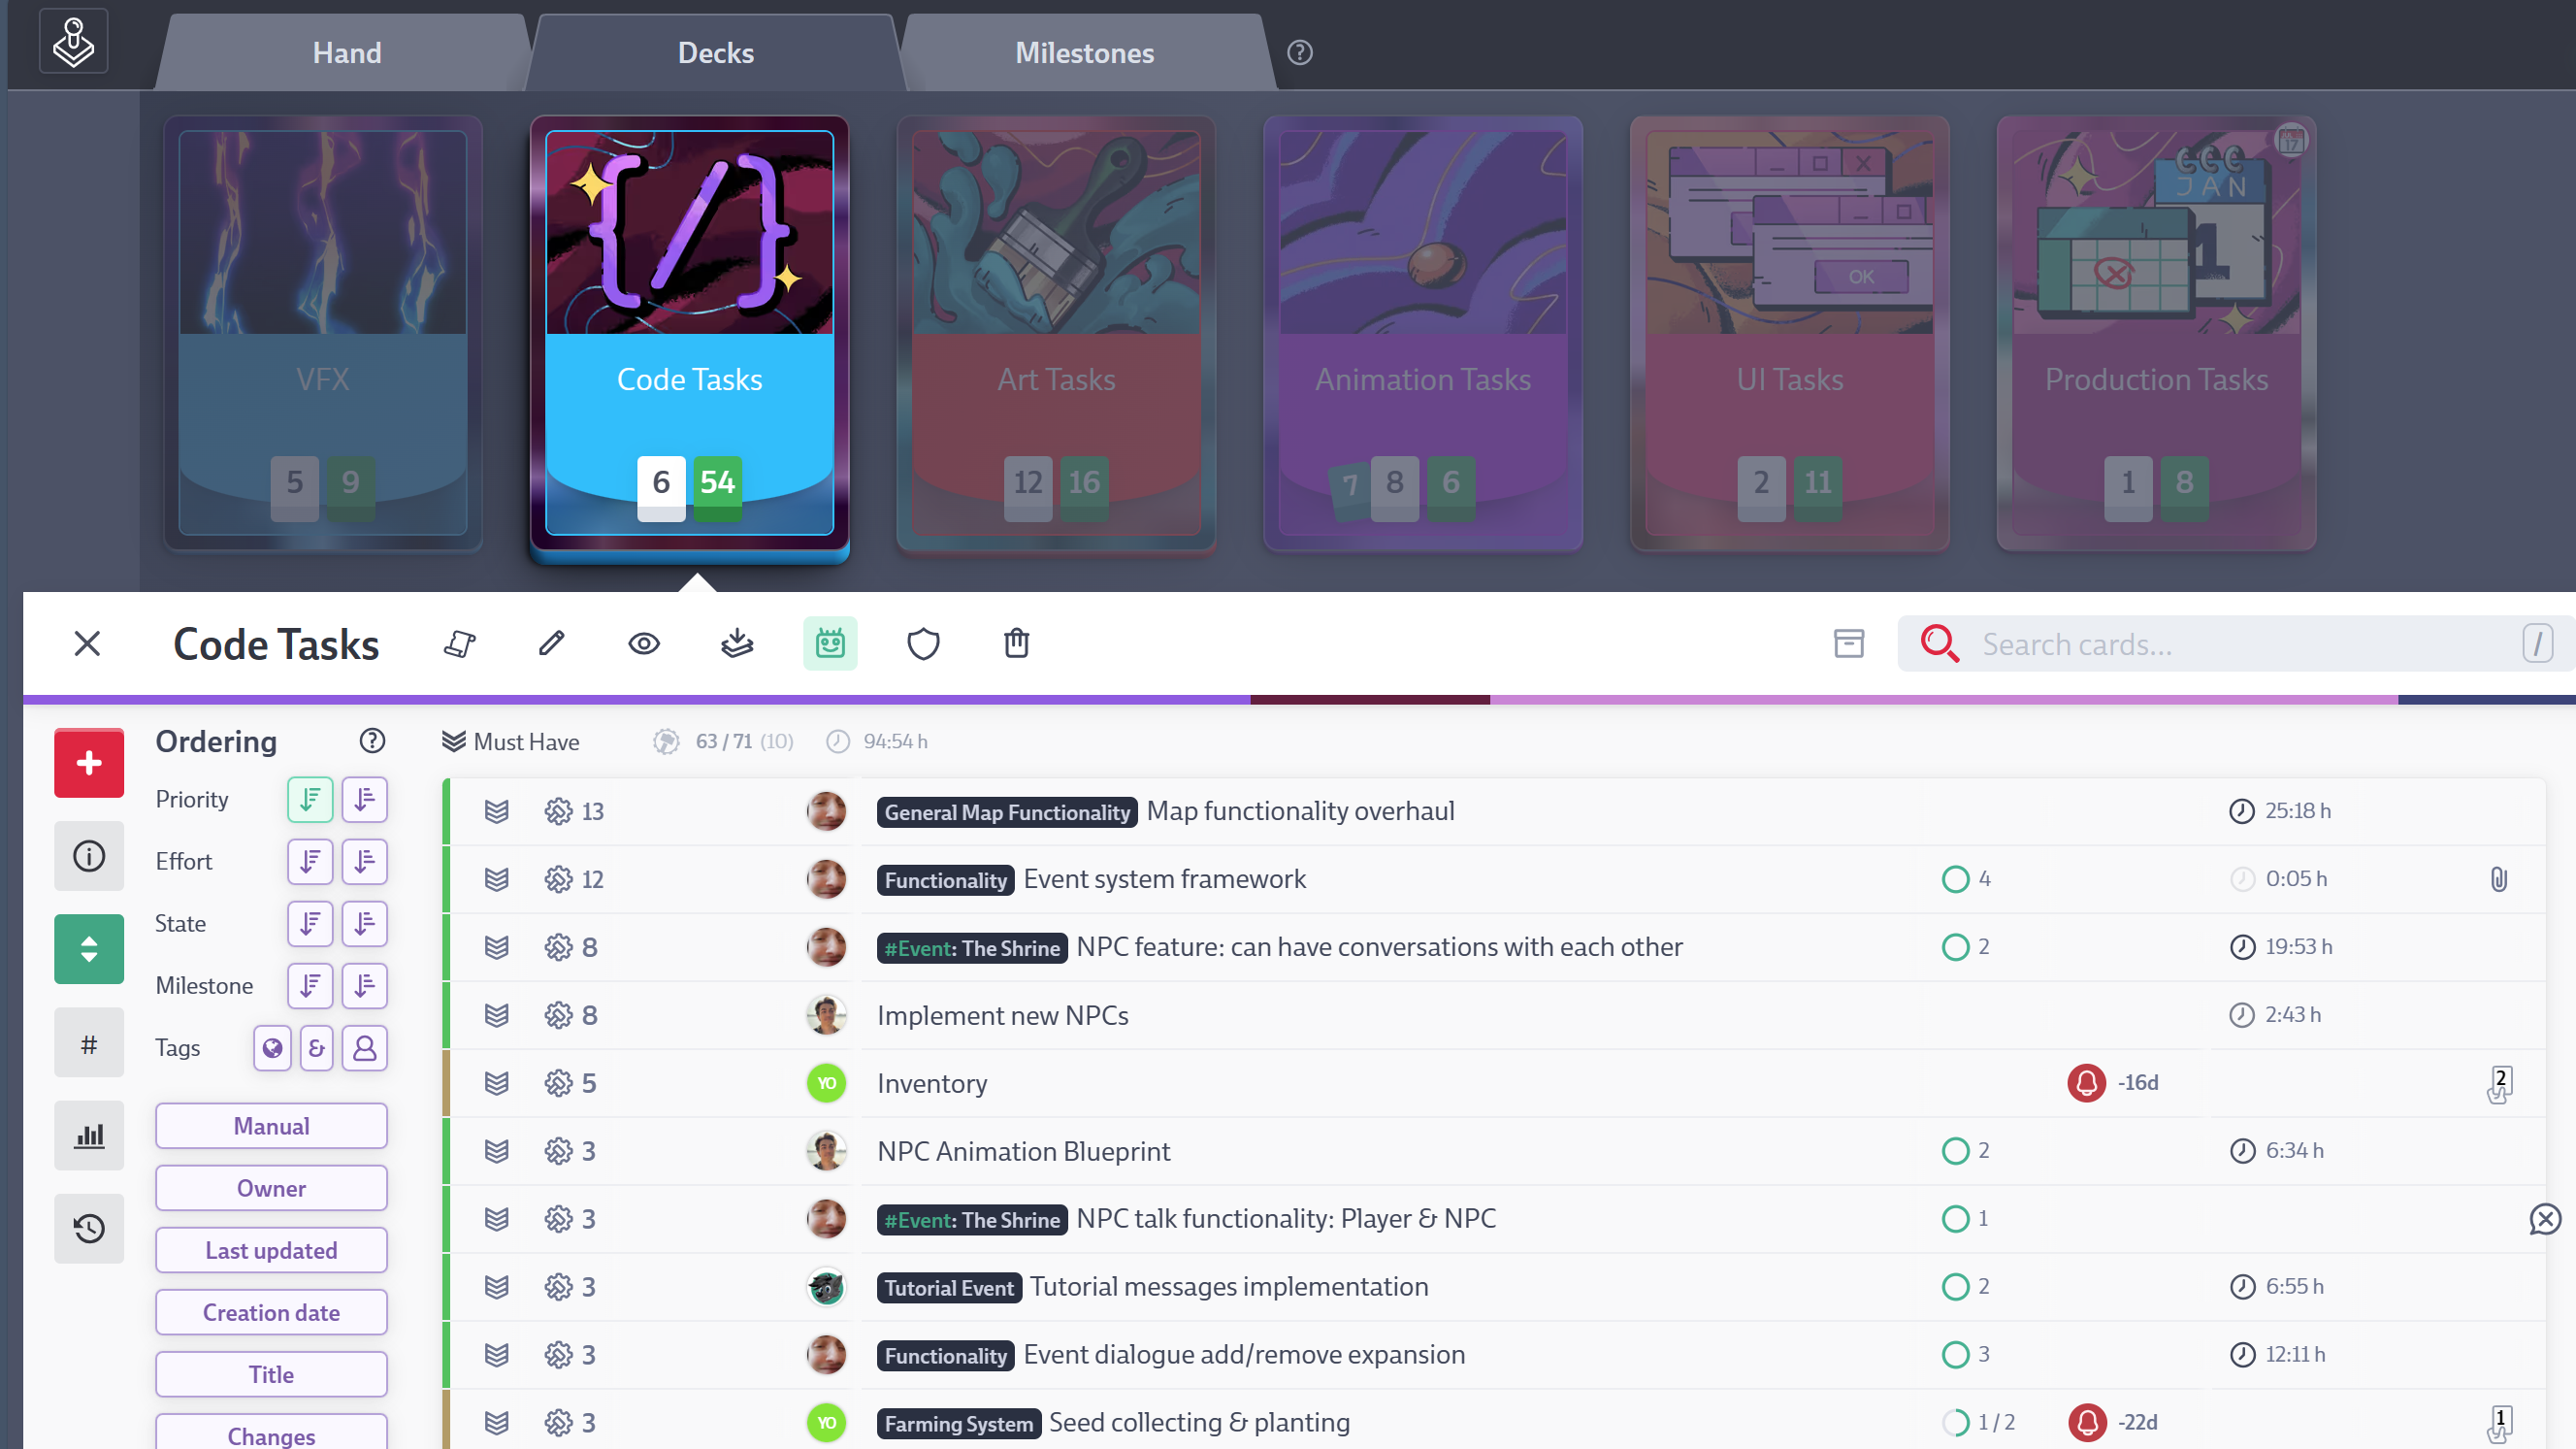 Hand
Decks
Milestones
JAN
17
1
OK
VFX
Code Tasks
Art Tasks
Animation Tasks
UI Tasks
Production Tasks
5 9
6 54
12 16
7 8 6
2 11
1 8
Code Tasks
Search cards...
/
Ordering
Must Have 63 / 71 (10) 94:54 h
Priority
Effort
State
Milestone
#
Tags &
Manual
Owner
Last updated
Creation date
Title
Changes
13 General Map Functionality Map functionality overhaul 25:18 h
12 Functionality Event system framework 4 0:05 h
8 #Event: The Shrine NPC feature: can have conversations with each other 2 19:53 h
8 Implement new NPCs 2:43 h
5 YO Inventory -16d 2
3 NPC Animation Blueprint 2 6:34 h
3 #Event: The Shrine NPC talk functionality: Player & NPC 1
3 Tutorial Event Tutorial messages implementation 2 6:55 h
3 Functionality Event dialogue add/remove expansion 3 12:11 h
3 YO Farming System Seed collecting & planting 1 / 2 -22d 1